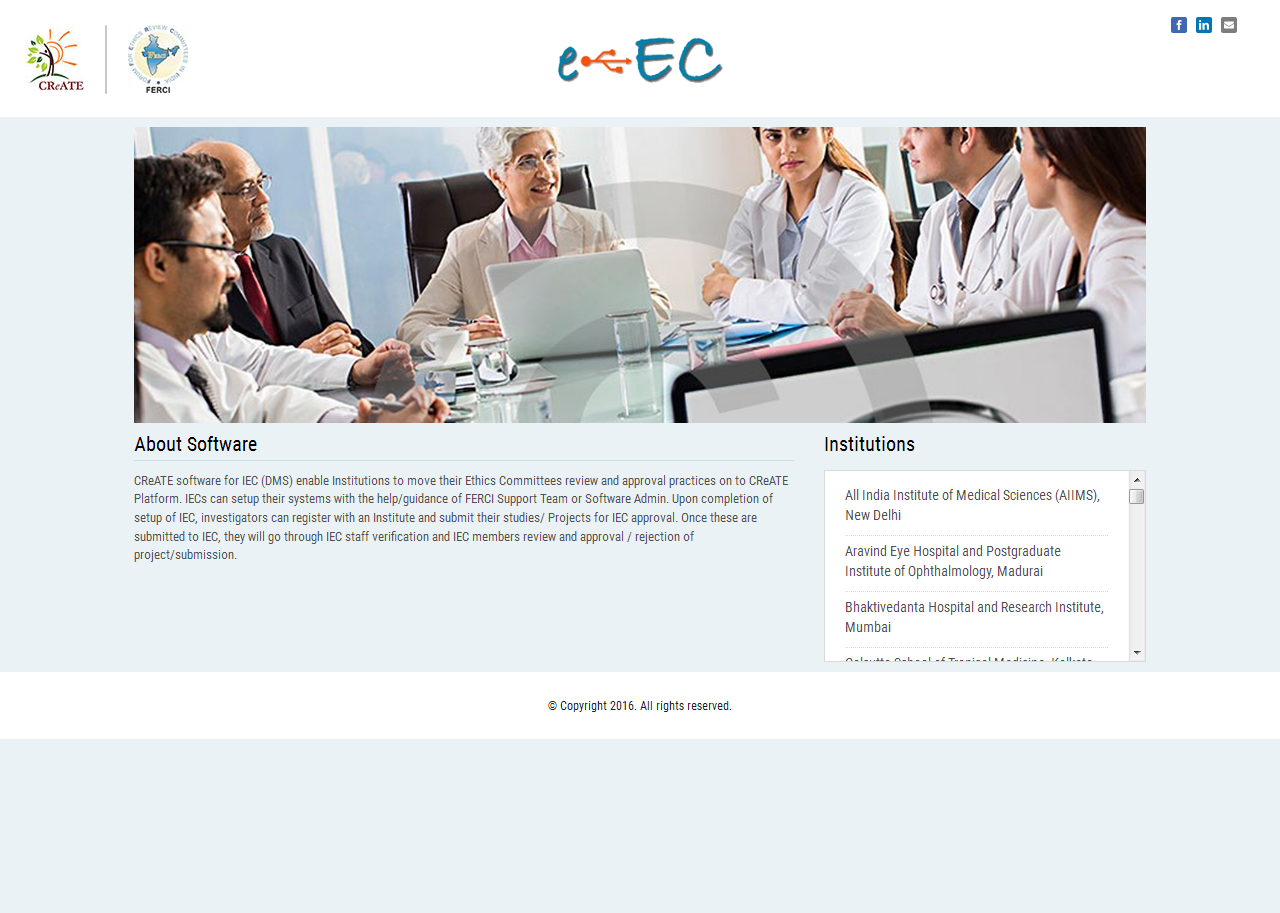 CReATE
FORUM FOR ETHICS REVIEW COMMITTEES IN INDIA
FERCI
e EC
About Software
Institutions
CReATE software for IEC (DMS) enable Institutions to move their Ethics Committees review and approval practices on to CReATE
Platform. IECs can setup their systems with the help/guidance of FERCI Support Team or Software Admin. Upon completion of
setup of IEC, investigators can register with an Institute and submit their studies/ Projects for IEC approval. Once these are
submitted to IEC, they will go through IEC staff verification and IEC members review and approval / rejection of
project/submission.
All India Institute of Medical Sciences (AIIMS),
New Delhi
Aravind Eye Hospital and Postgraduate
Institute of Ophthalmology, Madurai
Bhaktivedanta Hospital and Research Institute,
Mumbai
Calcutta School of Tropical Medicine, Kolkata
© Copyright 2016. All rights reserved.